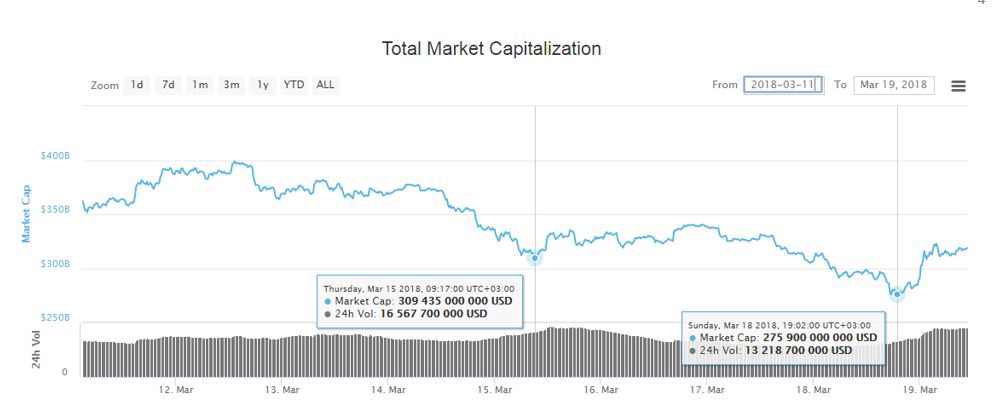 4
Total Market Capitalization
Zoom 1d 7d 1m 3m 1y YTD ALL From 2018-03-11 To Mar 19, 2018
$400B
$350B
$300B
$250B
0
Market Cap
24h Vol
Thursday, Mar 15 2018, 09:17:00 UTC+03:00
Market Cap: 309 435 000 000 USD
24h Vol: 16 567 700 000 USD
Sunday, Mar 18 2018, 19:02:00 UTC+03:00
Market Cap: 275 900 000 000 USD
24h Vol: 13 218 700 000 USD
12. Mar 13. Mar 14. Mar 15. Mar 16. Mar 17. Mar 18. Mar 19. Mar